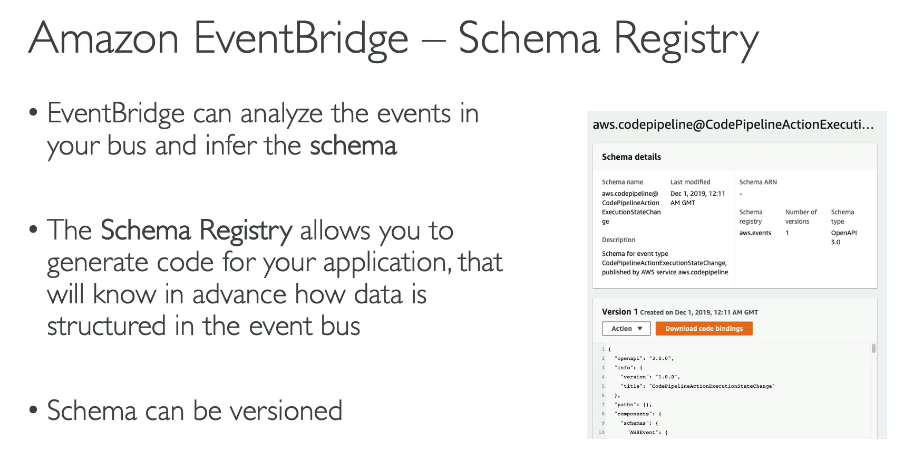 Amazon EventBridge – Schema Registry
• EventBridge can analyze the events in
your bus and infer the schema
• The Schema Registry allows you to
generate code for your application, that
will know in advance how data is
structured in the event bus
• Schema can be versioned
aws.codepipeline@CodePipelineActionExecuti...
Schema details
Schema name
aws.codepipeline@
CodePipelineAction
ExecutionStateChan
ge
Last modified
Dec 1, 2019, 12:11
AM GMT
Schema ARN
-
Schema
registry
aws.events
Number of
versions
1
Schema
type
OpenAPI
3.0
Description
Schema for event type
CodePipelineActionExecutionStateChange,
published by AWS service aws.codepipeline
Version 1 Created on Dec 1, 2019, 12:11 AM GMT
Action ▼ Download code bindings
1 {
2 "openapi": "3.0.0",
3 "info": {
4 "version": "1.0.0",
5 "title": "CodePipelineActionExecutionStateChange"
6 },
7 "paths": {},
8 "components": {
9 "schemas": {
10 "AWSEvent": {